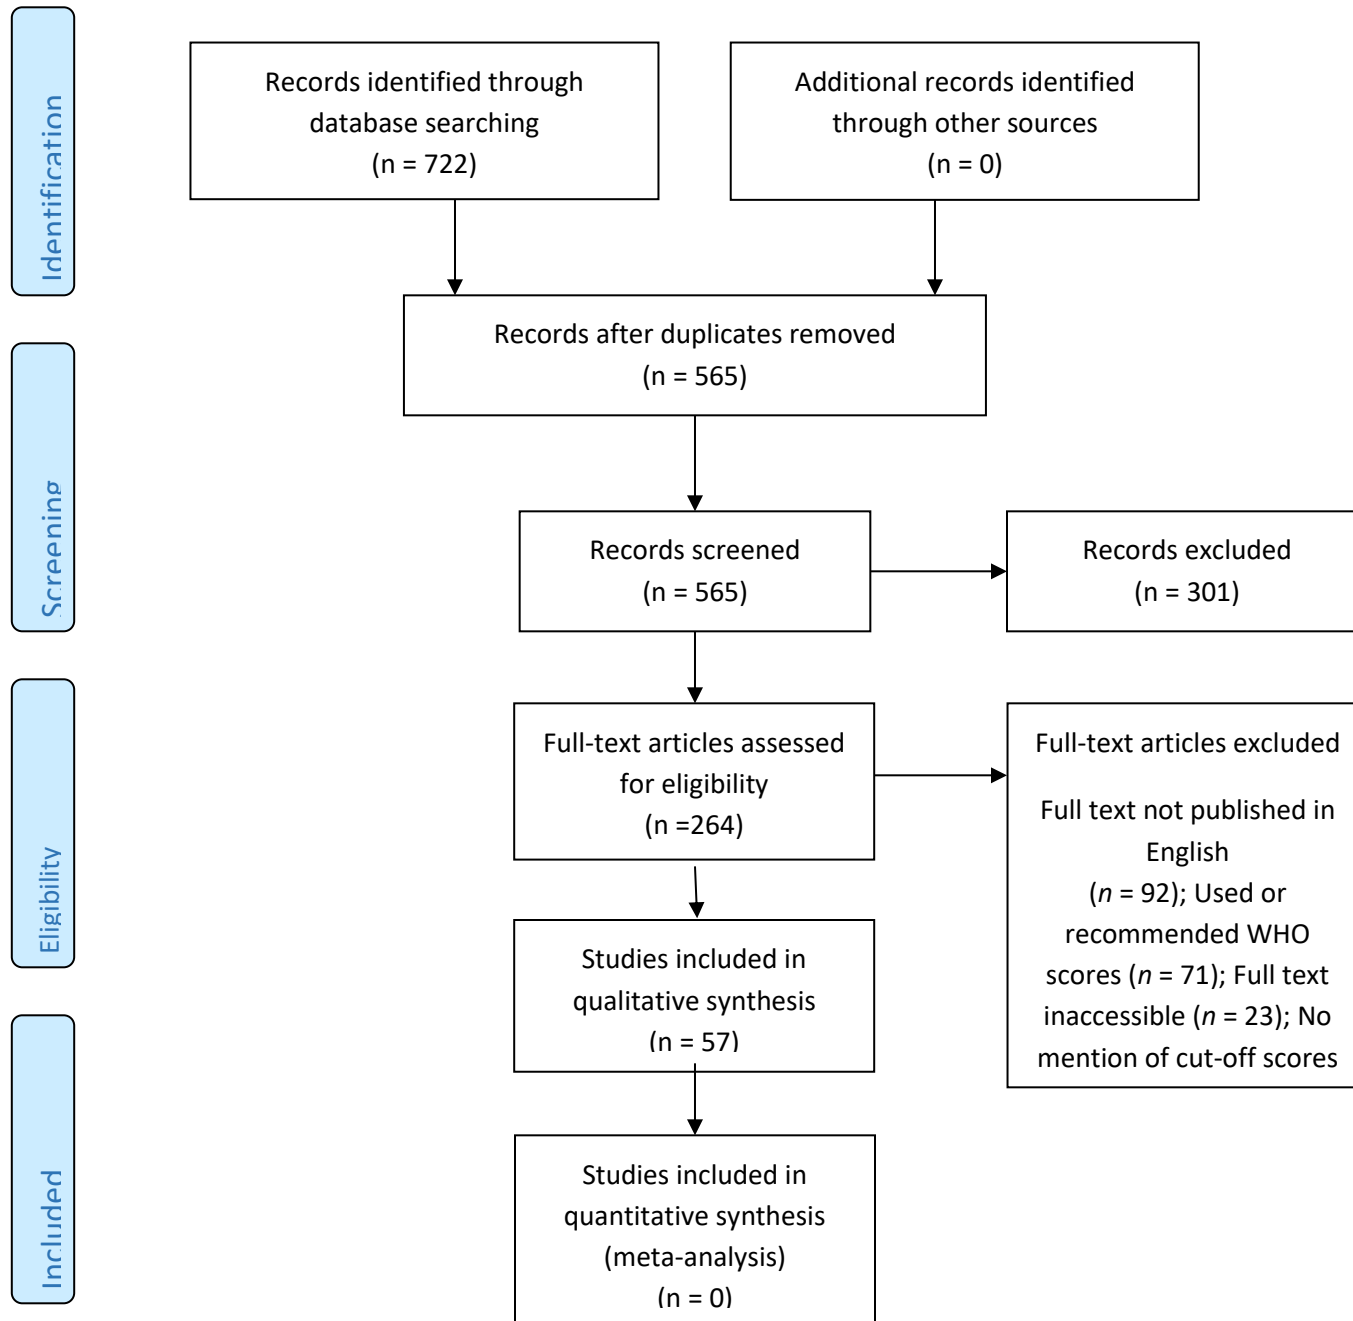 Identification
Records identified through
database searching
(n = 722)
Additional records identified
through other sources
(n = 0)
Records after duplicates removed
(n = 565)
Screening
Records screened
(n = 565)
Records excluded
(n = 301)
Eligibility
Full-text articles assessed
for eligibility
(n =264)
Full-text articles excluded
Full text not published in
English
(n = 92); Used or
recommended WHO
scores (n = 71); Full text
inaccessible (n = 23); No
mention of cut-off scores
Studies included in
qualitative synthesis
(n = 57)
Included
Studies included in
quantitative synthesis
(meta-analysis)
(n = 0)